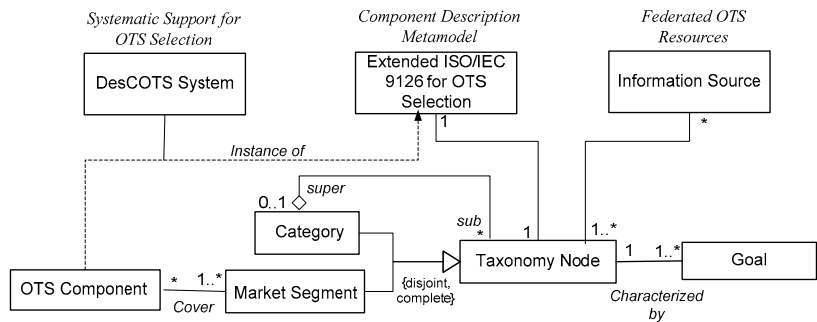 Systematic Support for
OTS Selection
Component Description
Metamodel
Federated OTS
Resources
DesCOTS System
Extended ISO/IEC
9126 for OTS
Selection
Information Source
1
*
Instance of
super
0..1
sub
*
1
1..*
Category
Taxonomy Node
1
1..*
Goal
{disjoint,
complete}
Characterized
by
OTS Component
*
1..*
Cover
Market Segment